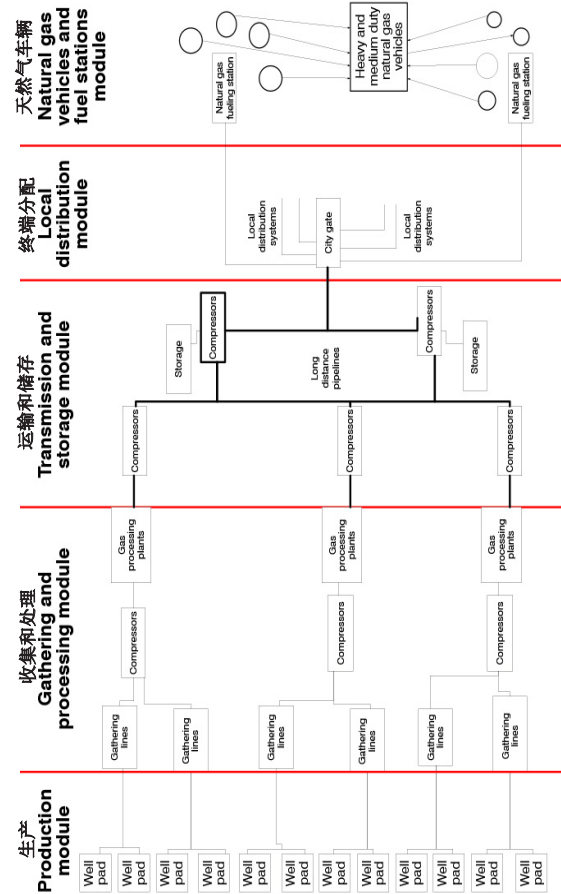 生产
Production
module
收集和处理
Gathering and
processing module
运输和储存
Transmission and
storage module
终端分配
Local
distribution
module
天然气车辆
Natural gas
vehicles and
fuel stations
module
Well
pad
Well
pad
Well
pad
Well
pad
Well
pad
Well
pad
Well
pad
Well
pad
Well
pad
Well
pad
Well
pad
Well
pad
Gathering
lines
Gathering
lines
Gathering
lines
Gathering
lines
Gathering
lines
Gathering
lines
Compressors
Compressors
Compressors
Gas
processing
plants
Gas
processing
plants
Gas
processing
plants
Compressors
Compressors
Compressors
Storage
Compressors
Long
distance
pipelines
Compressors
Storage
Local
distribution
systems
City gate
Local
distribution
systems
Natural gas
fueling station
Heavy and
medium duty
natural gas
vehicles
Natural gas
fueling station